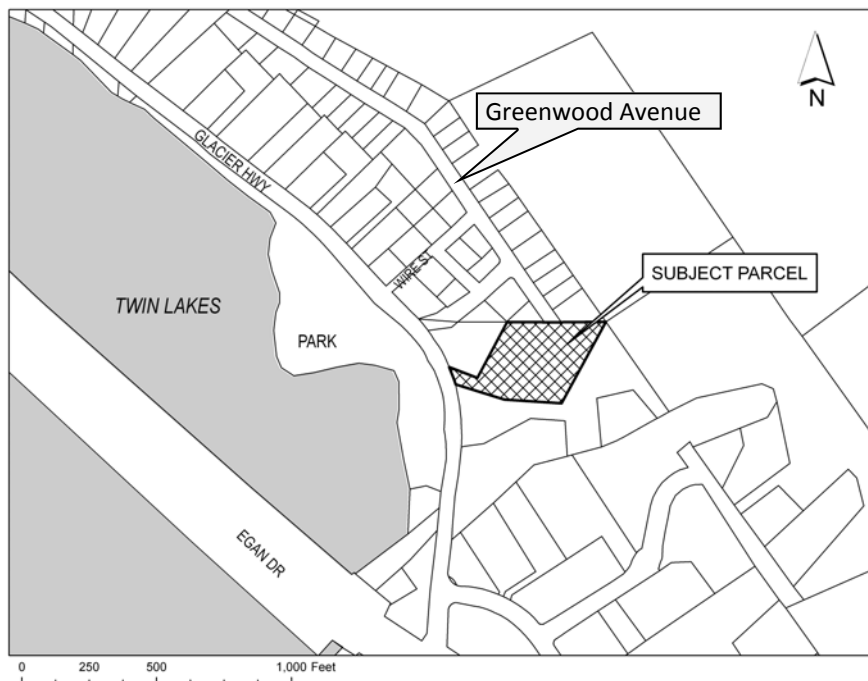 Greenwood Avenue
N
GLACIER HWY
WIRE ST
SUBJECT PARCEL
TWIN LAKES
PARK
EGAN DR
0 250 500 1,000 Feet